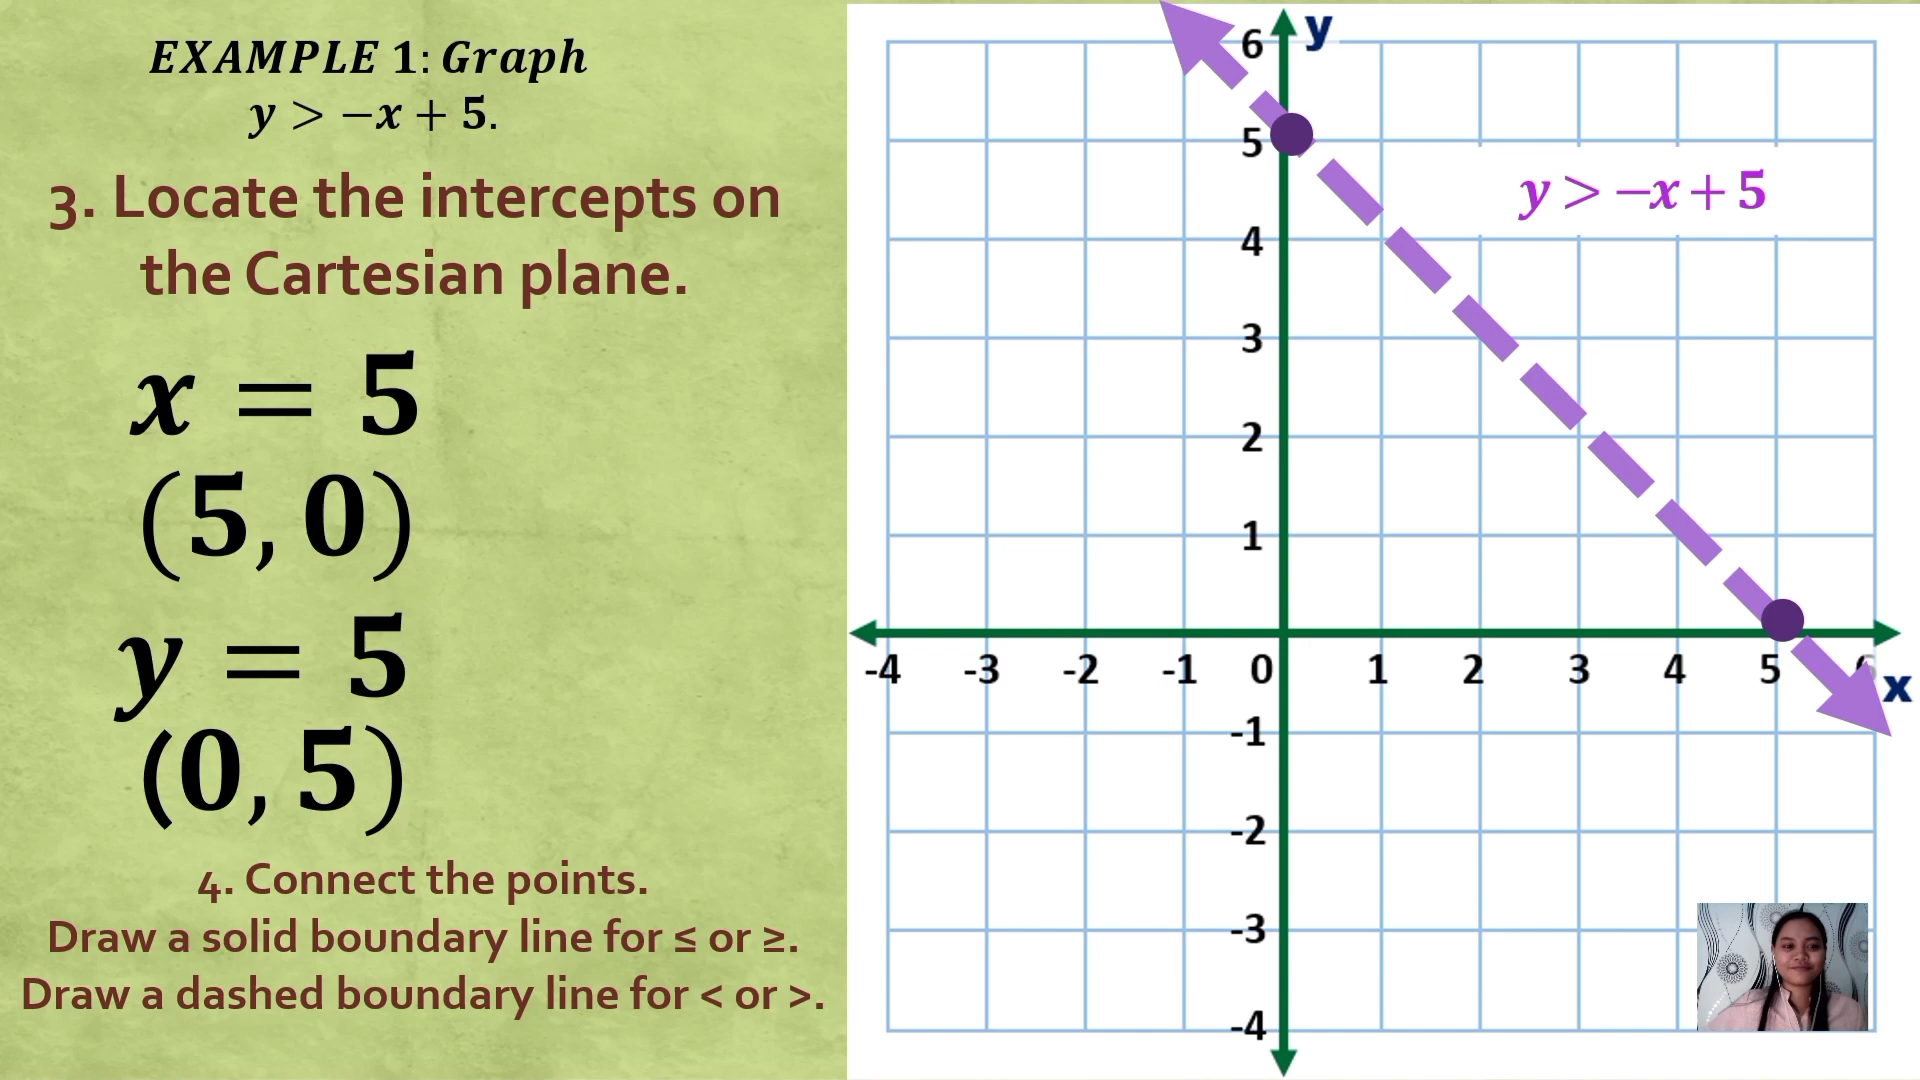 EXAMPLE 1: Graph
y > −x + 5.
3. Locate the intercepts on
the Cartesian plane.
x = 5
(5, 0)
y = 5
(0, 5)
4. Connect the points.
Draw a solid boundary line for ≤ or ≥.
Draw a dashed boundary line for < or >.
y
6
5
y > −x + 5
4
3
2
1
-4 -3 -2 -1 0 1 2 3 4 5 6
x
-1
-2
-3
-4